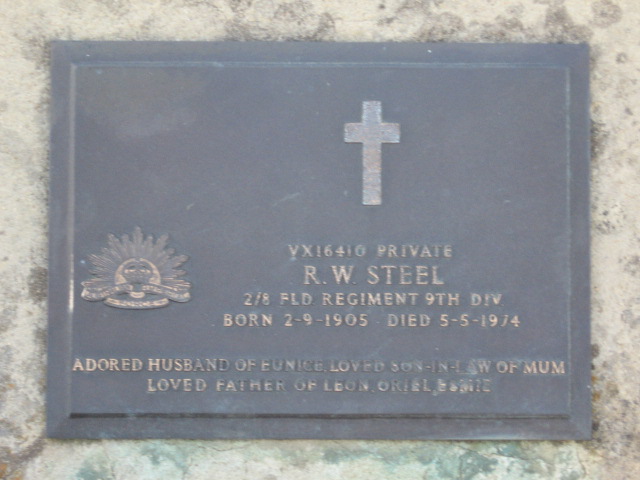 VX16410 PRIVATE
R. W. STEEL
2/8 FLD. REGIMENT 9TH DIV.
BORN 2-9-1905 DIED 5-5-1974
ADORED HUSBAND OF EUNICE, LOVED SON-IN-LAW OF MUM
LOVED FATHER OF LEON, ORIEL,